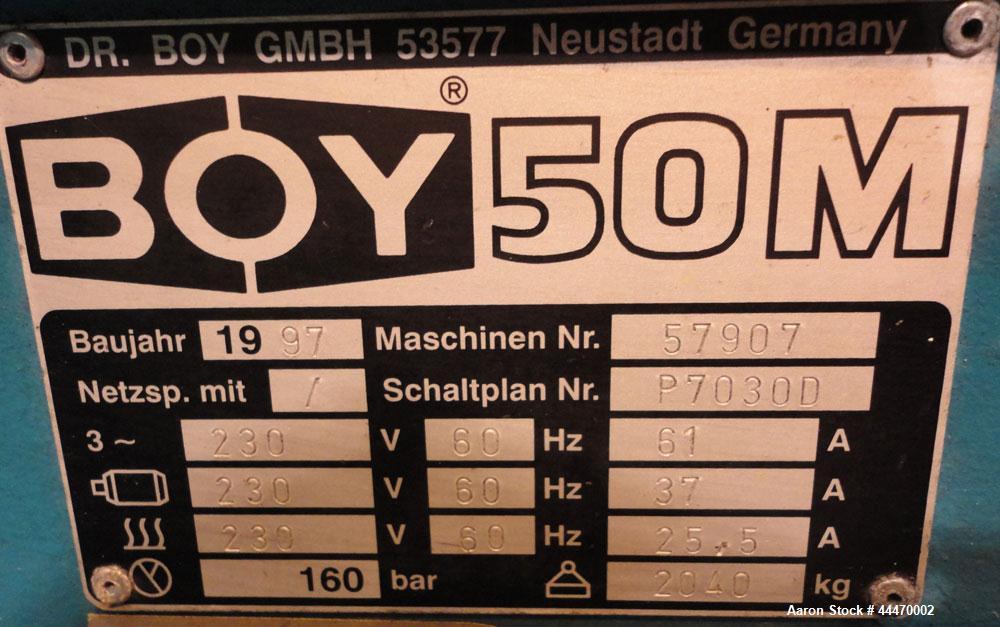 DR. BOY GMBH 53577 Neustadt Germany
BOY® 50M
Baujahr 1997 Maschinen Nr. 57907
Netzsp. mit / Schaltplan Nr. P7030D
3 ~ 230 V 60 Hz 61 A
230 V 60 Hz 37 A
230 V 60 Hz 25.5 A
160 bar 2040 kg
Aaron Stock # 44470002